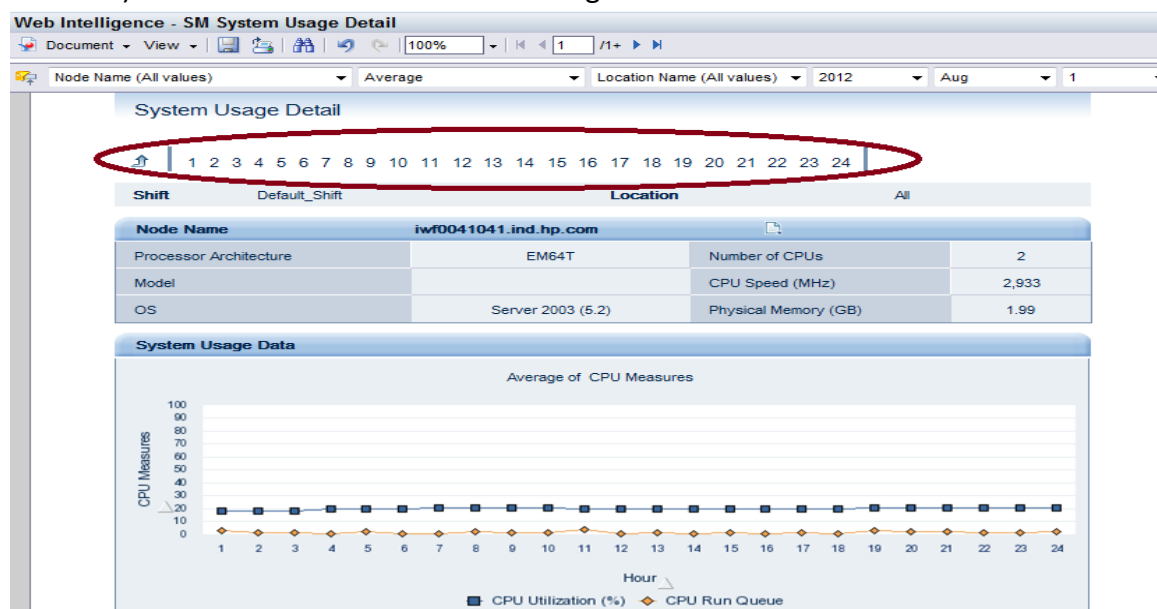 Web Intelligence - SM System Usage Detail
Document View 100% 1 /1+
Node Name (All values) Average Location Name (All values) 2012 Aug 1
System Usage Detail
1 2 3 4 5 6 7 8 9 10 11 12 13 14 15 16 17 18 19 20 21 22 23 24
Shift Default_Shift Location All
Node Name iwf0041041.ind.hp.com
Processor Architecture EM64T Number of CPUs 2
Model CPU Speed (MHz) 2,933
OS Server 2003 (5.2) Physical Memory (GB) 1.99
System Usage Data
Average of CPU Measures
CPU Measures
100
90
80
70
60
50
40
30
20
10
0
1 2 3 4 5 6 7 8 9 10 11 12 13 14 15 16 17 18 19 20 21 22 23 24
Hour
CPU Utilization (%) CPU Run Queue